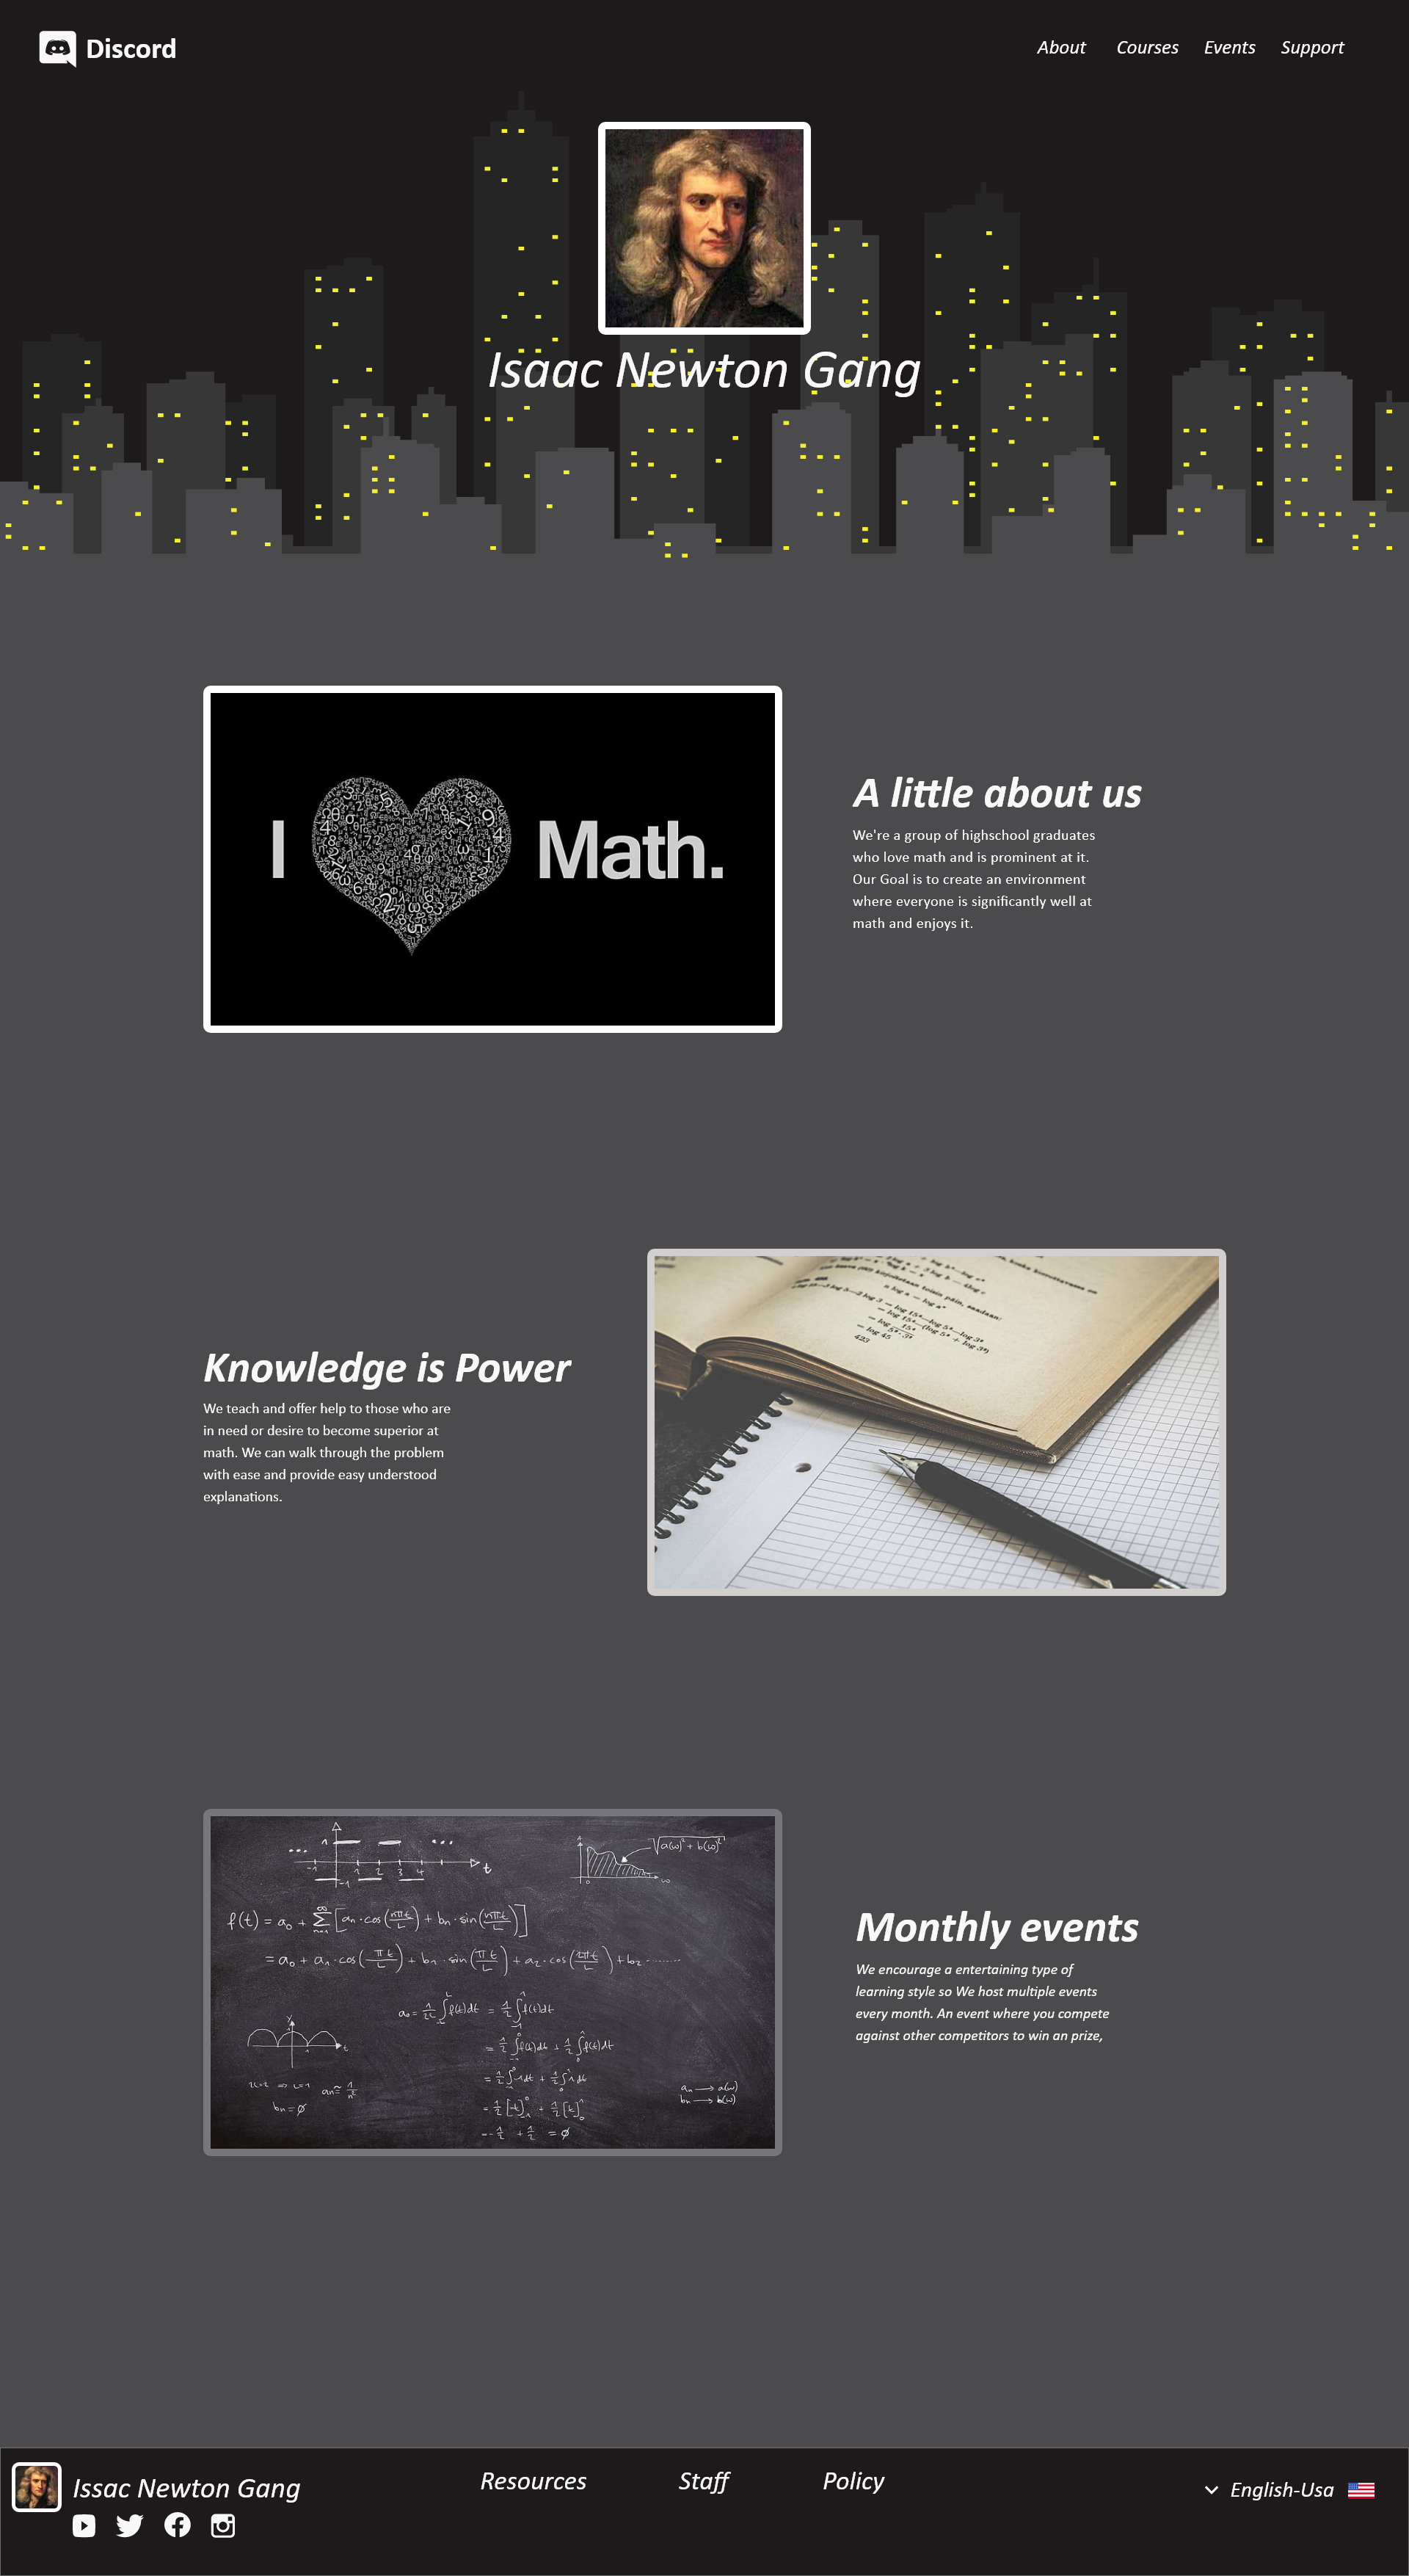 Discord
About Courses Events Support
Isaac Newton Gang
I Math.
A little about us
We're a group of highschool graduates
who love math and is prominent at it.
Our Goal is to create an environment
where everyone is significantly well at
math and enjoys it.
Knowledge is Power
We teach and offer help to those who are
in need or desire to become superior at
math. We can walk through the problem
with ease and provide easy understood
explanations.
Monthly events
We encourage a entertaining type of
learning style so We host multiple events
every month. An event where you compete
against other competitors to win an prize,
Issac Newton Gang
Resources Staff Policy
English-Usa